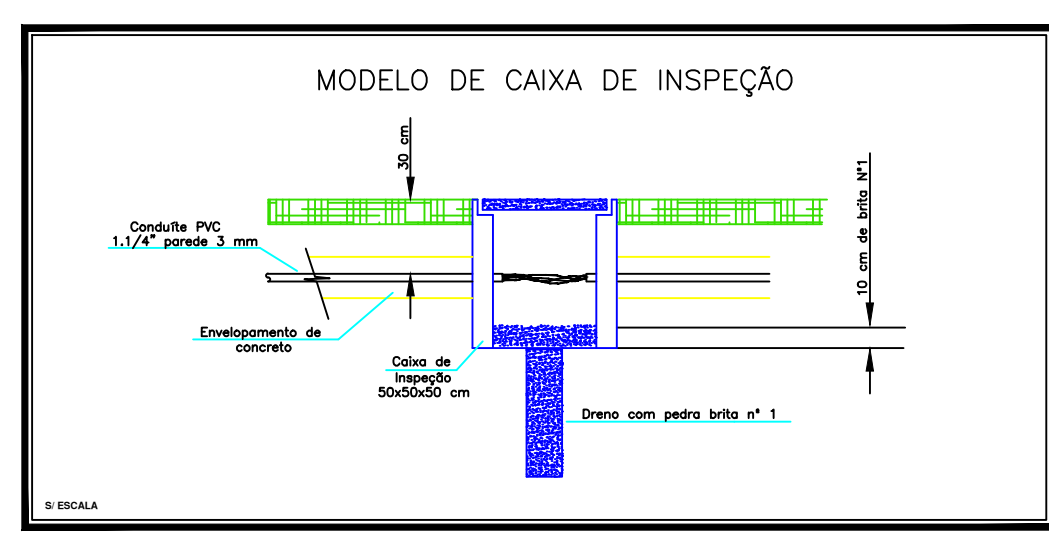 MODELO DE CAIXA DE INSPEÇÃO
30 cm
10 cm de brita Nº1
Conduíte PVC
1.1/4" parede 3 mm
Envelopamento de
concreto
Caixa de
Inspeção
50x50x50 cm
Dreno com pedra brita nº 1
S/ ESCALA